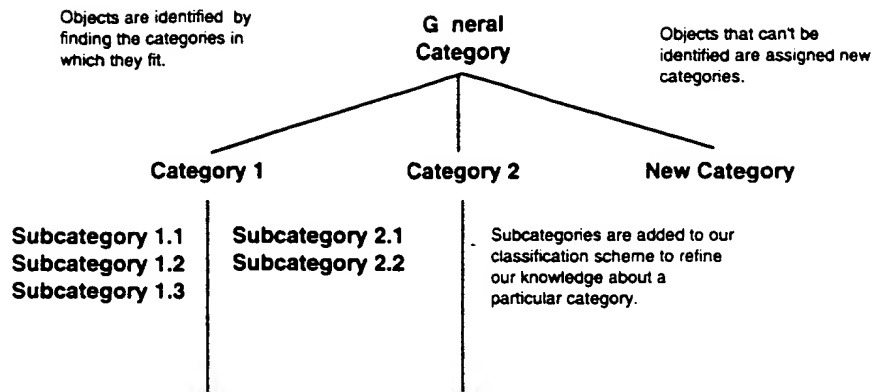 Objects are identified by
finding the categories in
which they fit.
G neral
Category
Objects that can't be
identified are assigned new
categories.
Category 1
Category 2
New Category
Subcategory 1.1
Subcategory 1.2
Subcategory 1.3
Subcategory 2.1
Subcategory 2.2
Subcategories are added to our
classification scheme to refine
our knowledge about a
particular category.